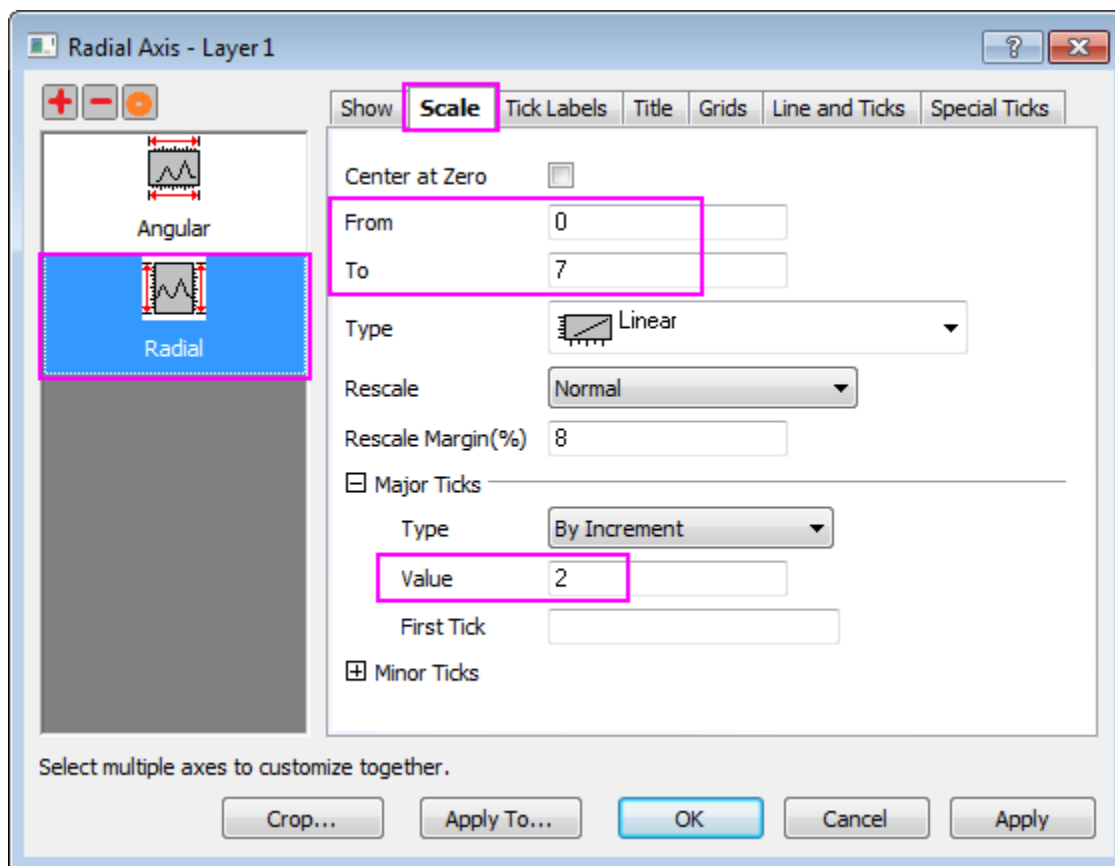 Radial Axis - Layer 1
Show Scale Tick Labels Title Grids Line and Ticks Special Ticks
Angular
Radial
Center at Zero
From 0
To 7
Type Linear
Rescale Normal
Rescale Margin(%) 8
Major Ticks
Type By Increment
Value 2
First Tick
Minor Ticks
Select multiple axes to customize together.
Crop... Apply To... OK Cancel Apply